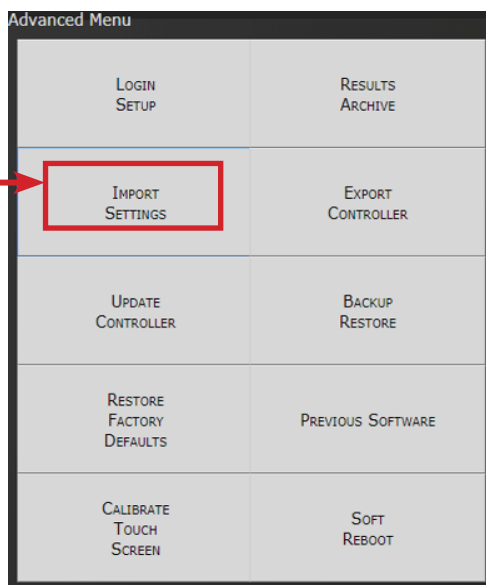 Advanced Menu
LOGIN
SETUP
RESULTS
ARCHIVE
IMPORT
SETTINGS
EXPORT
CONTROLLER
UPDATE
CONTROLLER
BACKUP
RESTORE
RESTORE
FACTORY
DEFAULTS
PREVIOUS SOFTWARE
CALIBRATE
TOUCH
SCREEN
SOFT
REBOOT